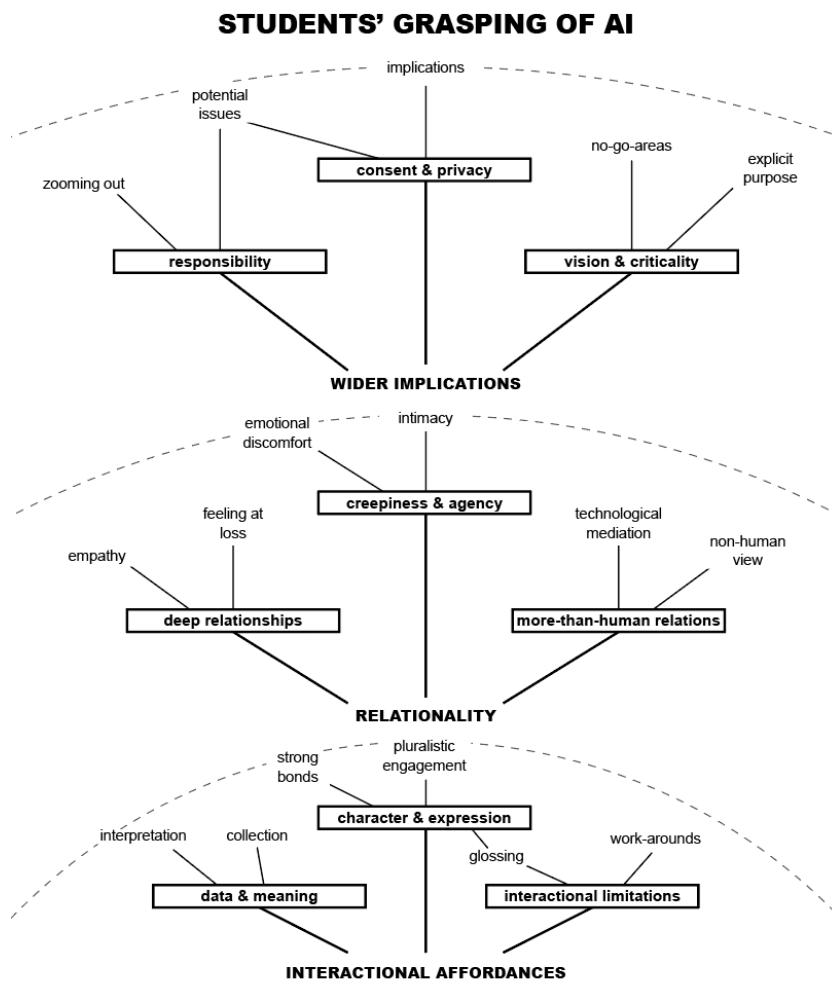 STUDENTS' GRASPING OF AI
implications
potential
issues
consent & privacy
no-go-areas
explicit
purpose
zooming out
responsibility
vision & criticality
WIDER IMPLICATIONS
emotional
discomfort
intimacy
creepiness & agency
feeling at
loss
technological
mediation
empathy
non-human
view
deep relationships
more-than-human relations
RELATIONALITY
strong
bonds
pluralistic
engagement
character & expression
interpretation
collection
glossing
work-arounds
data & meaning
interactional limitations
INTERACTIONAL AFFORDANCES